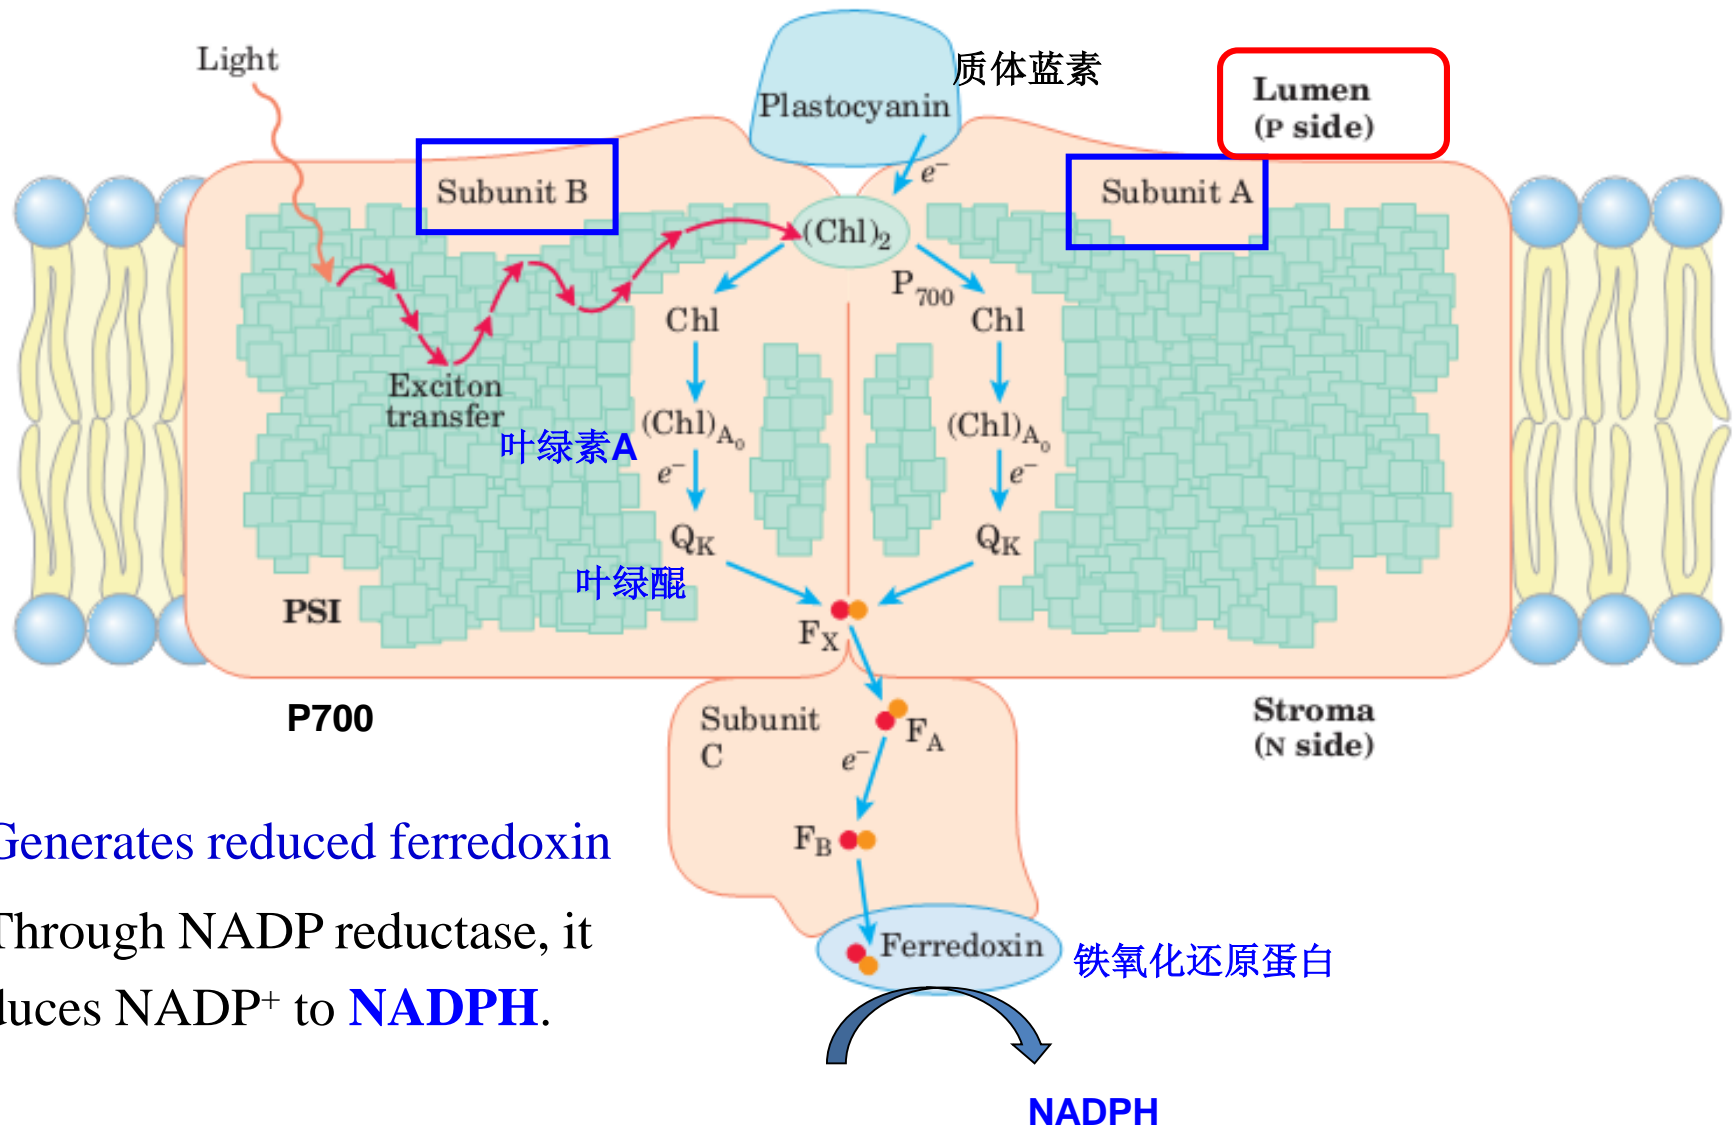 Light
质体蓝素
Plastocyanin
Lumen
(P side)
e⁻
Subunit B
Subunit A
(Chl)₂
P₇₀₀
Chl
Chl
Exciton
transfer
叶绿素A
(Chl)A₀
(Chl)A₀
e⁻
e⁻
QK
QK
叶绿醌
PSI
FX
P700
Subunit
C
FA
Stroma
(N side)
e⁻
FB
Generates reduced ferredoxin
Through NADP reductase, it
duces NADP⁺ to NADPH.
Ferredoxin
铁氧化还原蛋白
NADPH